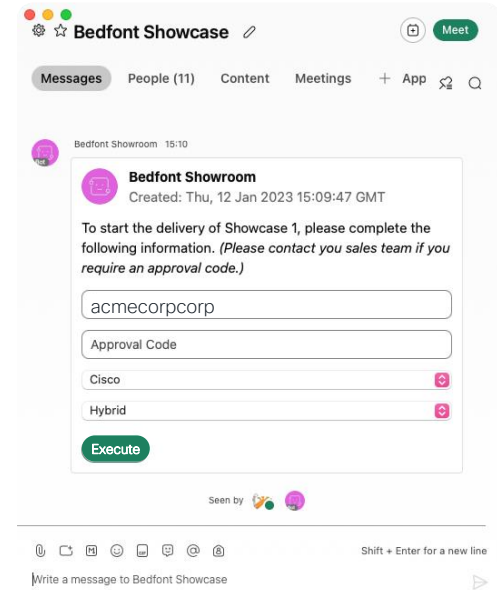 Bedfont Showcase
Meet
Messages People (11) Content Meetings + App
Bedfont Showroom 15:10
Bot
Bedfont Showroom
Created: Thu, 12 Jan 2023 15:09:47 GMT
To start the delivery of Showcase 1, please complete the
following information. (Please contact you sales team if you
require an approval code.)
acmecorpcorp
Approval Code
Cisco
Hybrid
Execute
Seen by
Shift + Enter for a new line
Write a message to Bedfont Showcase